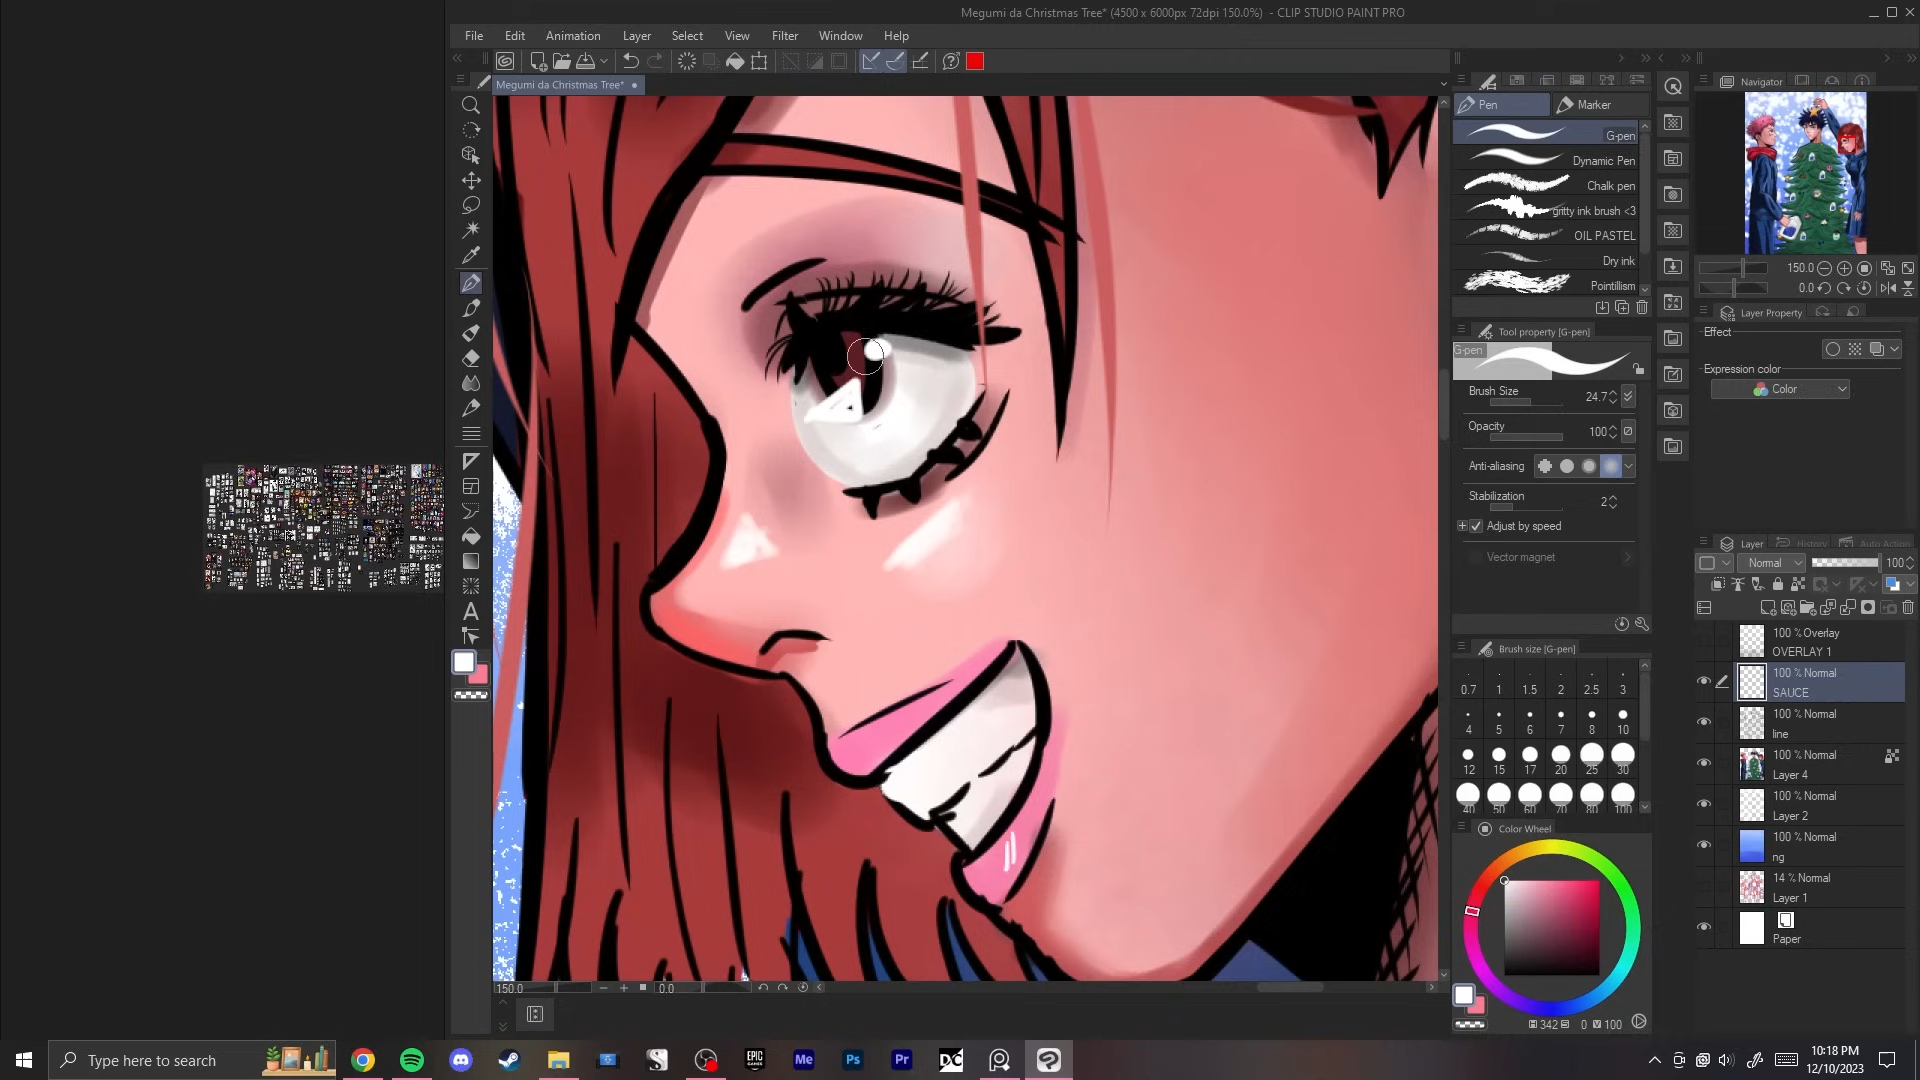 Megumi da Christmas Tree* (4500 x 6000px 72dpi 150.0%) - CLIP STUDIO PAINT PRO
File Edit Animation Layer Select View Filter Window Help
Megumi da Christmas Tree*
Navigator
Pen Marker
G-pen
Dynamic Pen
Chalk pen
gritty ink brush <3
OIL PASTEL
Dry ink
Pointillism
150.0
0.0
Layer Property
Effect
Expression color
Color
Tool property [G-pen]
G-pen
Brush Size 24.7
Opacity 100
Anti-aliasing
Stabilization 2
Adjust by speed
Vector magnet
Layer History Auto Action
Normal 100
100 % Overlay
OVERLAY 1
100 % Normal
SAUCE
100 % Normal
line
100 % Normal
Layer 4
100 % Normal
Layer 2
100 % Normal
ng
14 % Normal
Layer 1
Paper
Brush size [G-pen]
0.7 1 1.5 2 2.5 3
4 5 6 7 8 10
12 15 17 20 25 30
40 50 60 70 80 100
Color Wheel
342 0 100
150.0 0.0
Type here to search
EPIC GAMES
Me Ps Pr DC
10:18 PM
12/10/2023